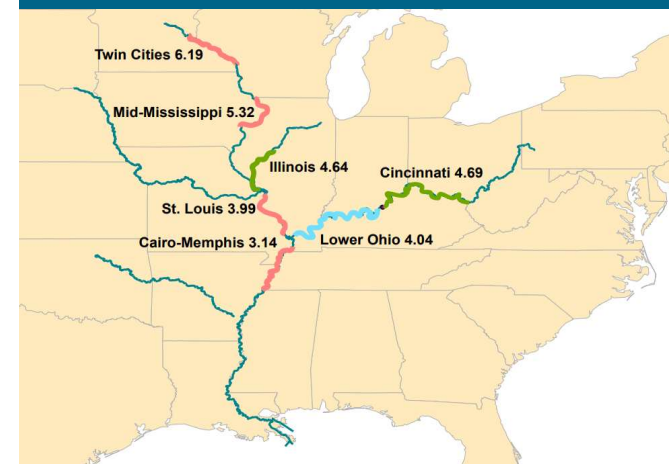 Twin Cities 6.19
Mid-Mississippi 5.32
Illinois 4.64
Cincinnati 4.69
St. Louis 3.99
Cairo-Memphis 3.14
Lower Ohio 4.04